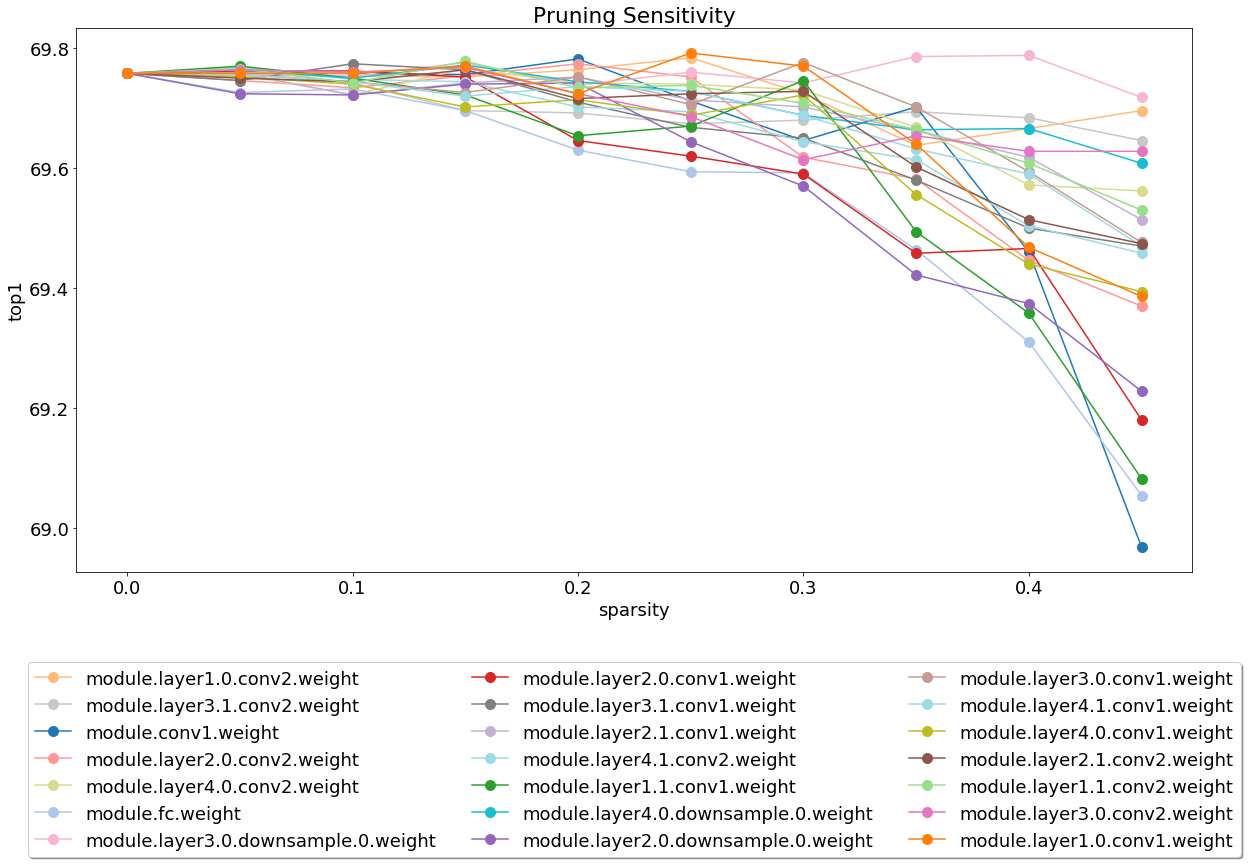 Pruning Sensitivity
69.8
69.6
69.4
69.2
69.0
top1
0.0 0.1 0.2 0.3 0.4
sparsity
module.layer1.0.conv2.weight module.layer2.0.conv1.weight module.layer3.0.conv1.weight
module.layer3.1.conv2.weight module.layer3.1.conv1.weight module.layer4.1.conv1.weight
module.conv1.weight module.layer2.1.conv1.weight module.layer4.0.conv1.weight
module.layer2.0.conv2.weight module.layer4.1.conv2.weight module.layer2.1.conv2.weight
module.layer4.0.conv2.weight module.layer1.1.conv1.weight module.layer1.1.conv2.weight
module.fc.weight module.layer4.0.downsample.0.weight module.layer3.0.conv2.weight
module.layer3.0.downsample.0.weight module.layer2.0.downsample.0.weight module.layer1.0.conv1.weight